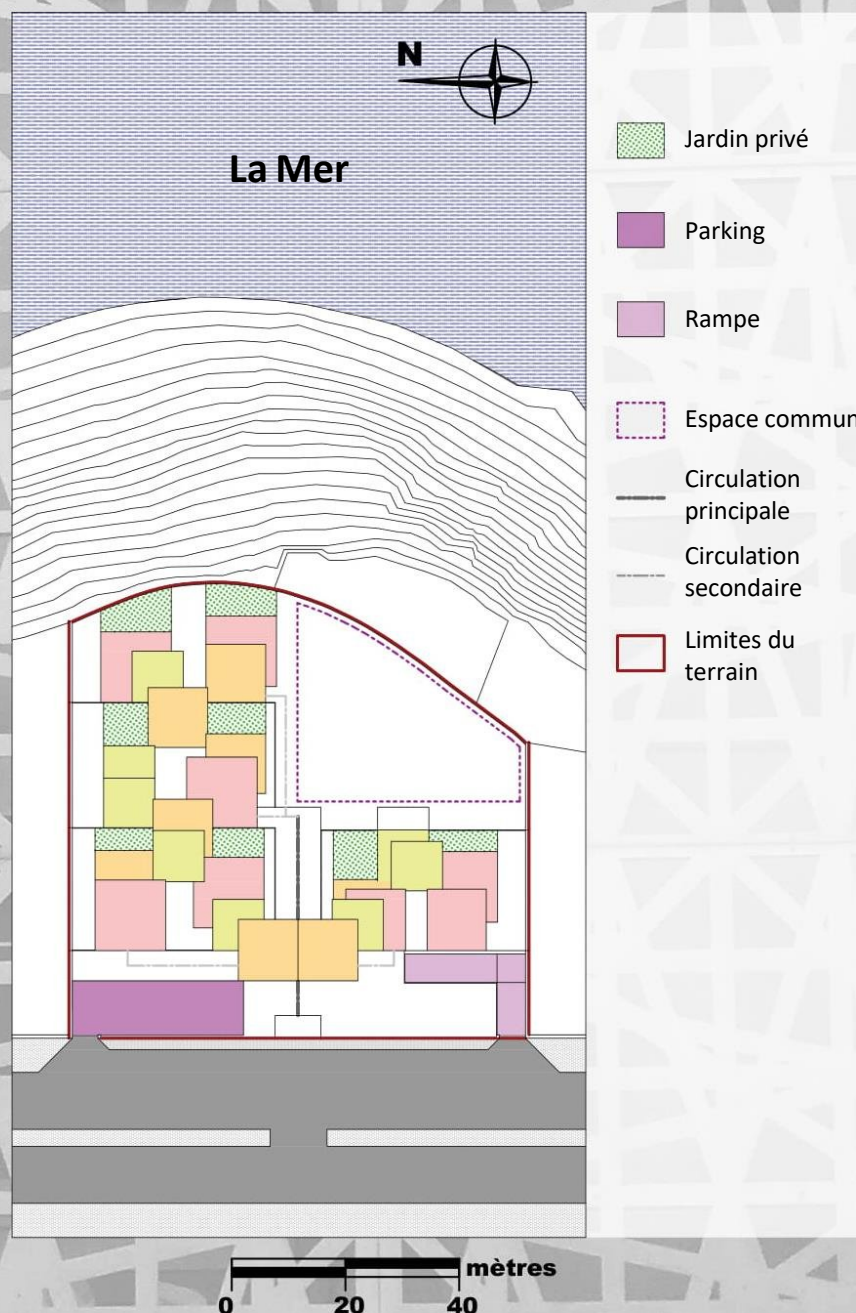 N
La Mer
Jardin privé
Parking
Rampe
Espace commun
Circulation
principale
Circulation
secondaire
Limites du
terrain
mètres
0 20 40